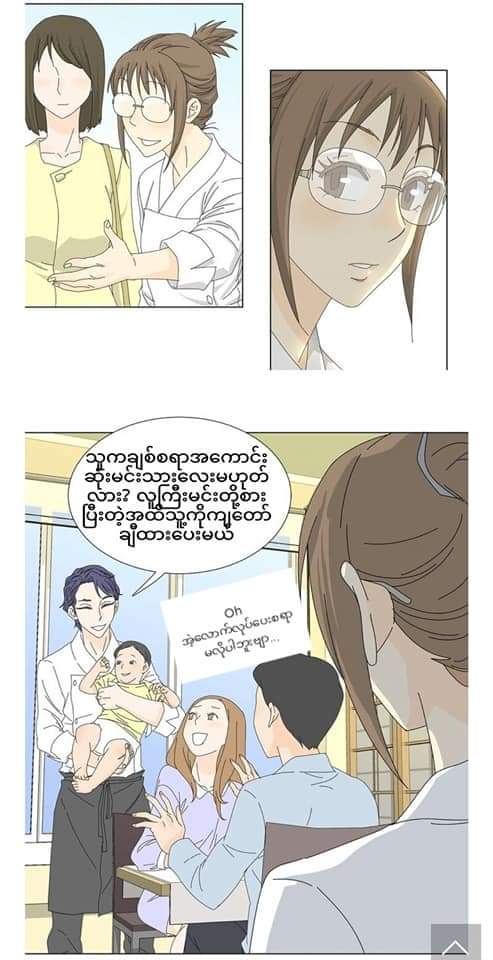 သူကချစ်စရာအကောင်း
ဆုံးမင်းသားလေးမဟုတ်
လား? လူကြီးမင်းတို့စား
ပြီးတဲ့အထိသူ့ကိုကျတော်
ချီထားပေးမယ်
Oh
အဲ့လောက်လုပ်ပေးစရာ
မလိုပါဘူးဗျာ...